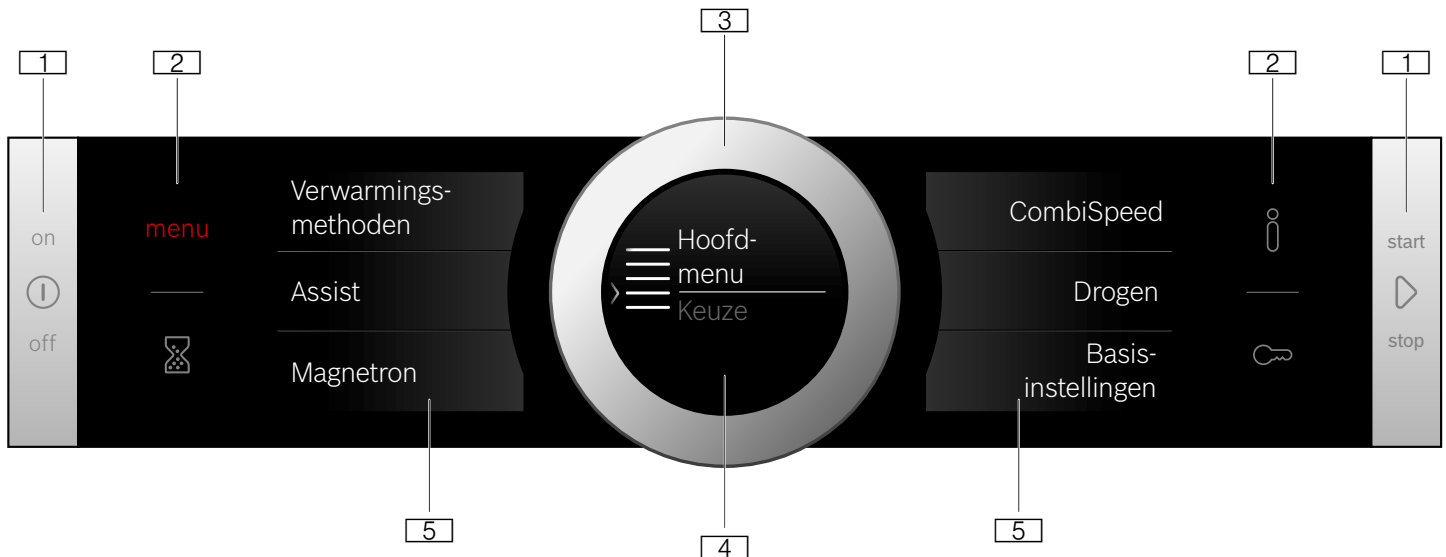 3
1
2
2
1
on
off
menu
Verwarmings-
methoden
Assist
Magnetron
Hoofd-
menu
Keuze
CombiSpeed
Drogen
Basis-
instellingen
start
stop
5
4
5